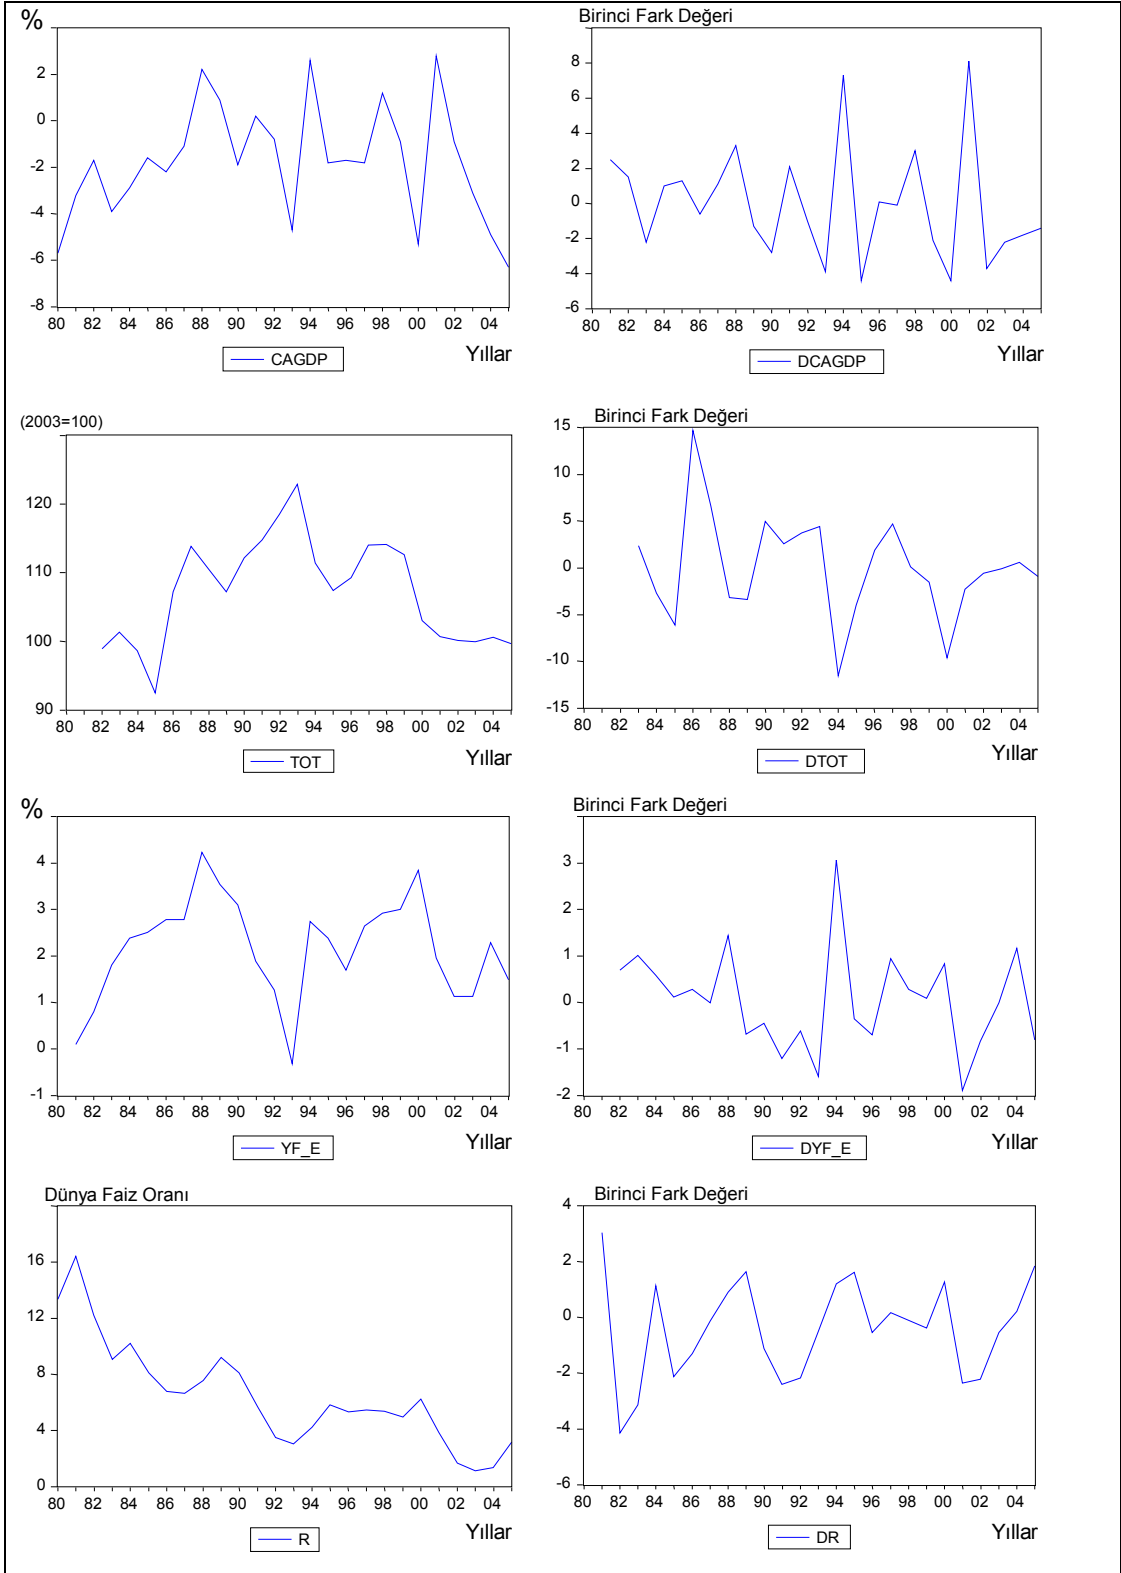 %
2
0
-2
-4
-6
-8
80 82 84 86 88 90 92 94 96 98 00 02 04
Yıllar
CAGDP
Birinci Fark Değeri
8
6
4
2
0
-2
-4
-6
80 82 84 86 88 90 92 94 96 98 00 02 04
Yıllar
DCAGDP
(2003=100)
120
110
100
90
80 82 84 86 88 90 92 94 96 98 00 02 04
Yıllar
TOT
Birinci Fark Değeri
15
10
5
0
-5
-10
-15
80 82 84 86 88 90 92 94 96 98 00 02 04
Yıllar
DTOT
%
4
3
2
1
0
-1
80 82 84 86 88 90 92 94 96 98 00 02 04
Yıllar
YF_E
Birinci Fark Değeri
3
2
1
0
-1
-2
80 82 84 86 88 90 92 94 96 98 00 02 04
Yıllar
DYF_E
Dünya Faiz Oranı
16
12
8
4
0
80 82 84 86 88 90 92 94 96 98 00 02 04
Yıllar
R
Birinci Fark Değeri
4
2
0
-2
-4
-6
80 82 84 86 88 90 92 94 96 98 00 02 04
Yıllar
DR